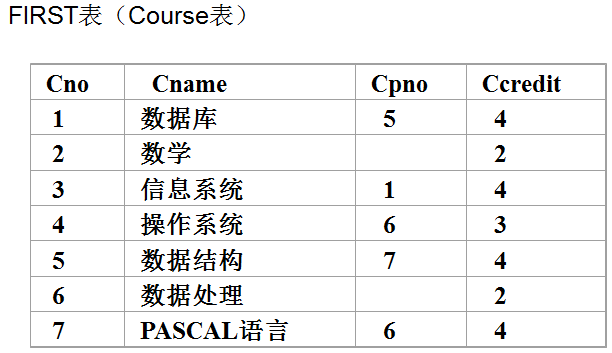 FIRST表（Course表）
Cno Cname Cpno Ccredit
1 数据库 5 4
2 数学 2
3 信息系统 1 4
4 操作系统 6 3
5 数据结构 7 4
6 数据处理 2
7 PASCAL语言 6 4